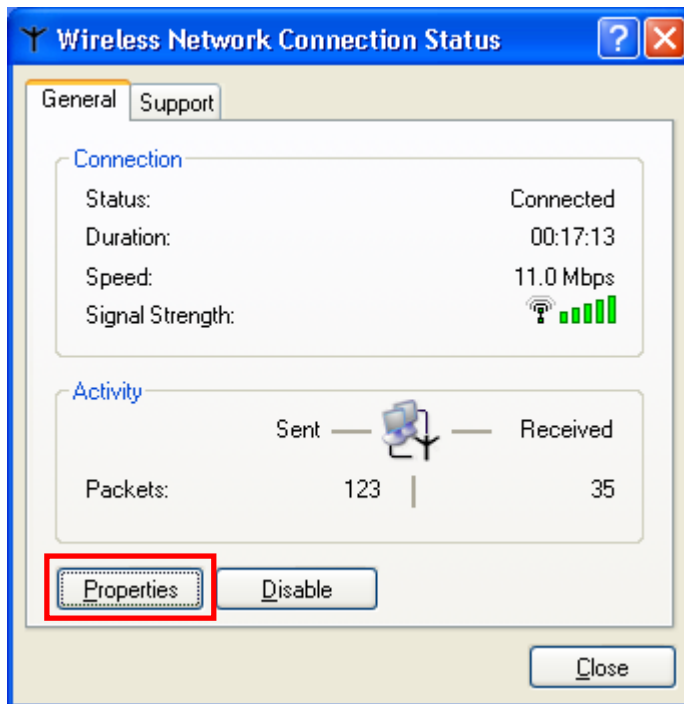 Wireless Network Connection Status
General Support
Connection
Status: Connected
Duration: 00:17:13
Speed: 11.0 Mbps
Signal Strength:
Activity
Sent Received
Packets: 123 35
Properties Disable
Close